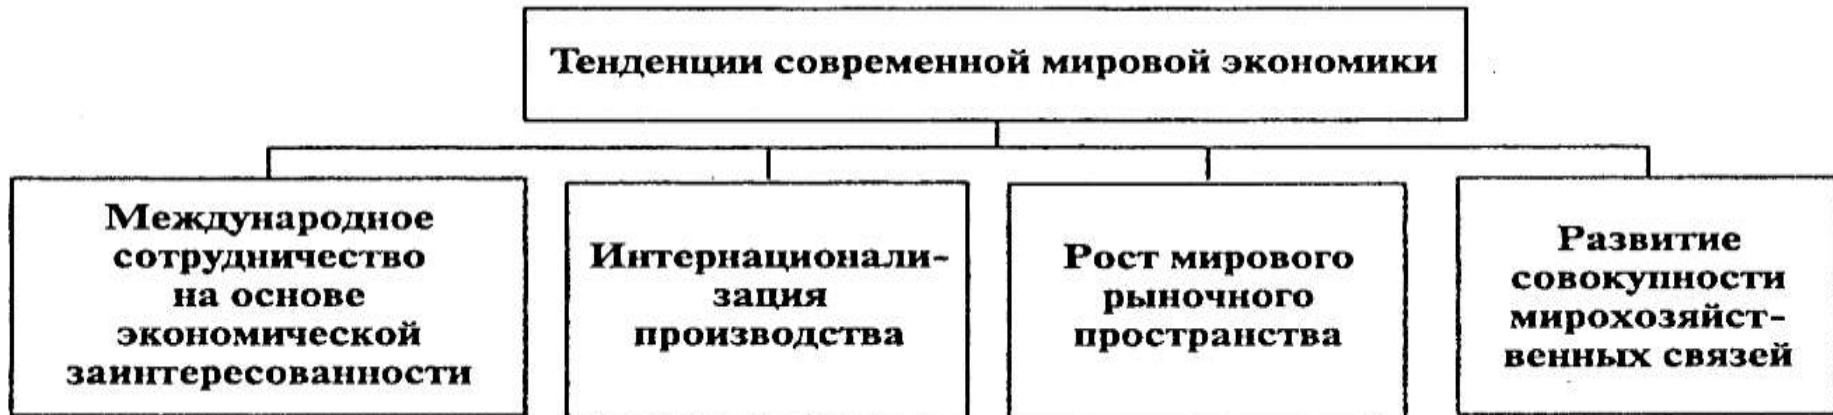 Тенденции современной мировой экономики
Международное
сотрудничество
на основе
экономической
заинтересованности
Интернационали-
зация
производства
Рост мирового
рыночного
пространства
Развитие
совокупности
мирохозяйст-
венных связей